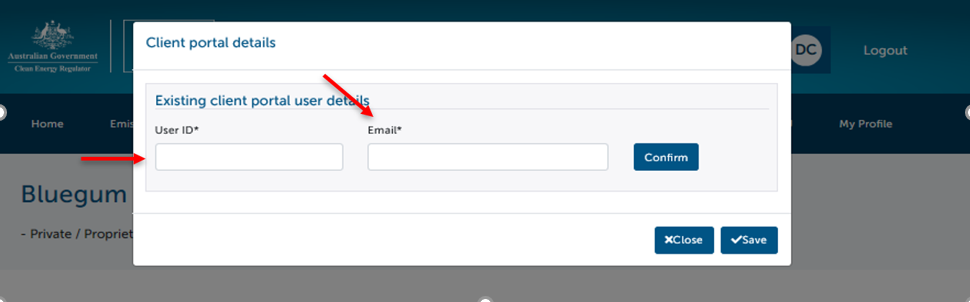 Client portal details
Australian Government
Clean Energy Regulator
DC
Logout
Existing client portal user details
Home
Emis
My Profile
User ID*
Email*
Confirm
Bluegum
- Private / Propriet
Close
Save